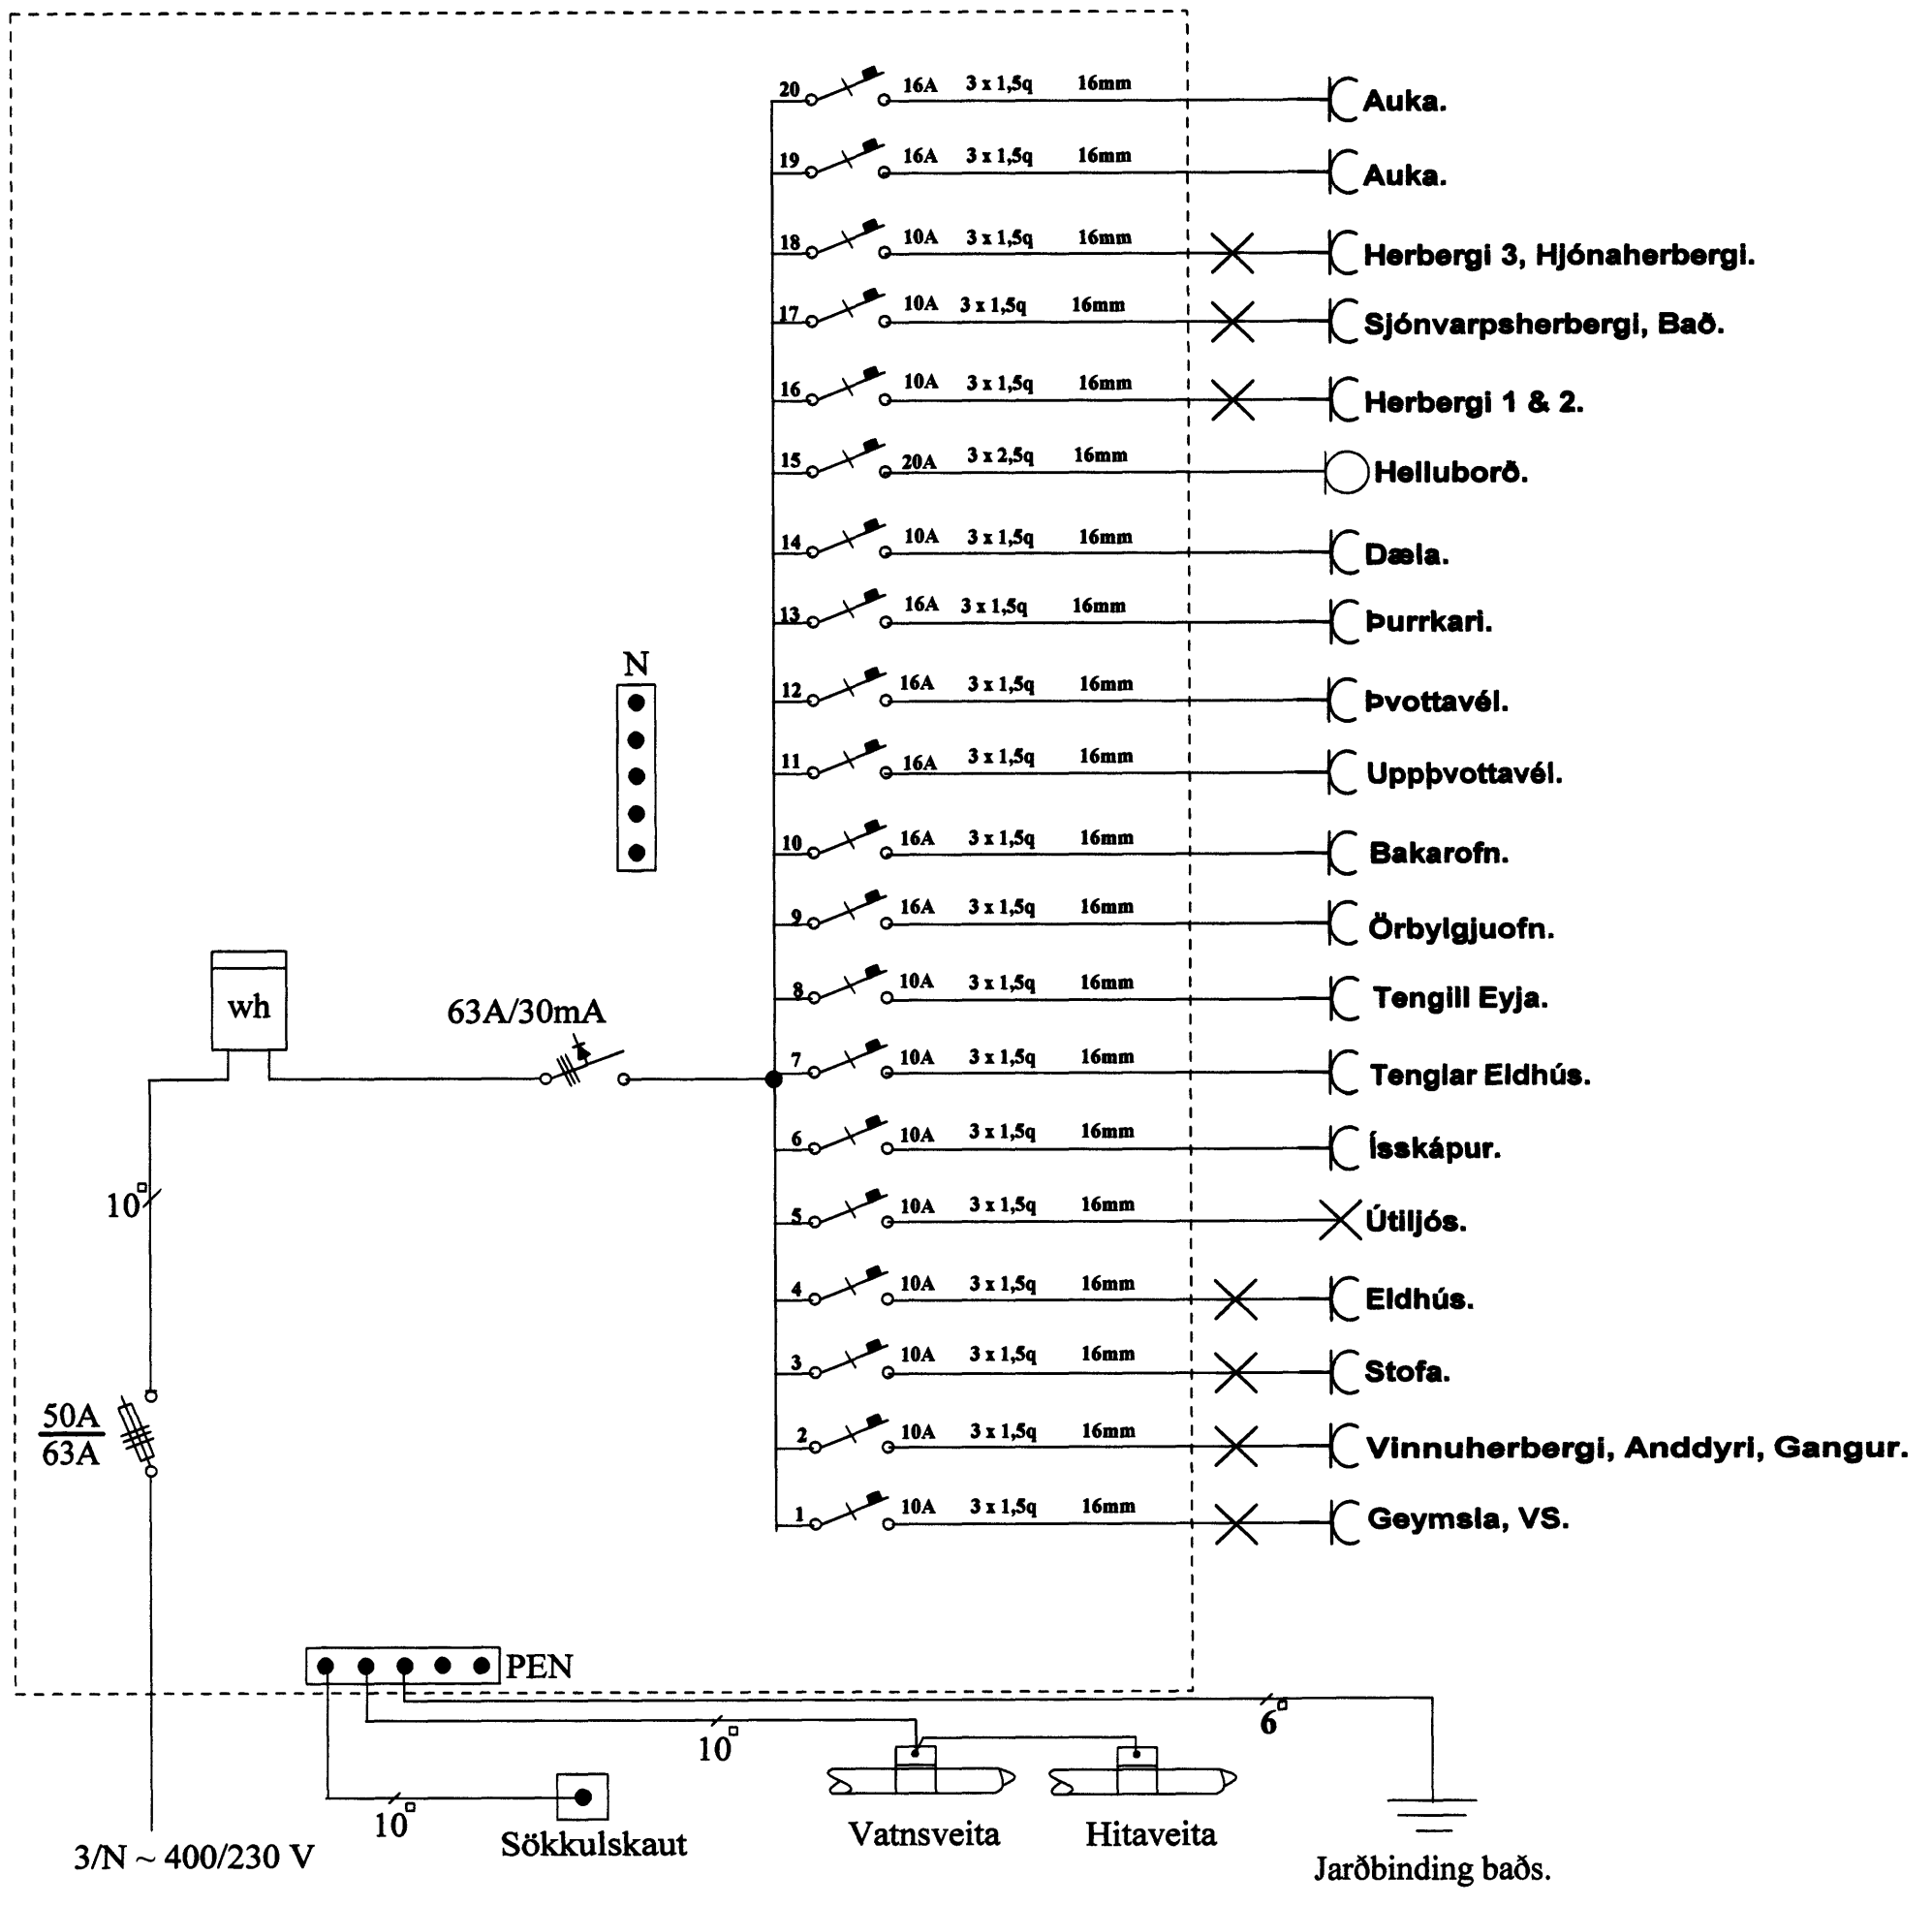 20 16A 3 x 1,5q 16mm Auka.
19 16A 3 x 1,5q 16mm Auka.
18 10A 3 x 1,5q 16mm Herbergi 3, Hjónaherbergi.
17 10A 3 x 1,5q 16mm Sjónvarpsherbergi, Bað.
16 10A 3 x 1,5q 16mm Herbergi 1 & 2.
15 20A 3 x 2,5q 16mm Helluborð.
14 10A 3 x 1,5q 16mm Dæla.
13 16A 3 x 1,5q 16mm Þurrkari.
N
12 16A 3 x 1,5q 16mm Þvottavél.
11 16A 3 x 1,5q 16mm Uppþvottavél.
10 16A 3 x 1,5q 16mm Bakarofn.
9 16A 3 x 1,5q 16mm Örbylgjuofn.
8 10A 3 x 1,5q 16mm Tengill Eyja.
wh
63A/30mA
7 10A 3 x 1,5q 16mm Tenglar Eldhús.
6 10A 3 x 1,5q 16mm Ísskápur.
10□
5 10A 3 x 1,5q 16mm Útiljós.
4 10A 3 x 1,5q 16mm Eldhús.
3 10A 3 x 1,5q 16mm Stofa.
50A
63A
2 10A 3 x 1,5q 16mm Vinnuherbergi, Anddyri, Gangur.
1 10A 3 x 1,5q 16mm Geymsla, VS.
PEN
6□
10□
10□
Sökkulskaut
Vatnsveita
Hitaveita
3/N ~ 400/230 V
Jarðbinding baðs.